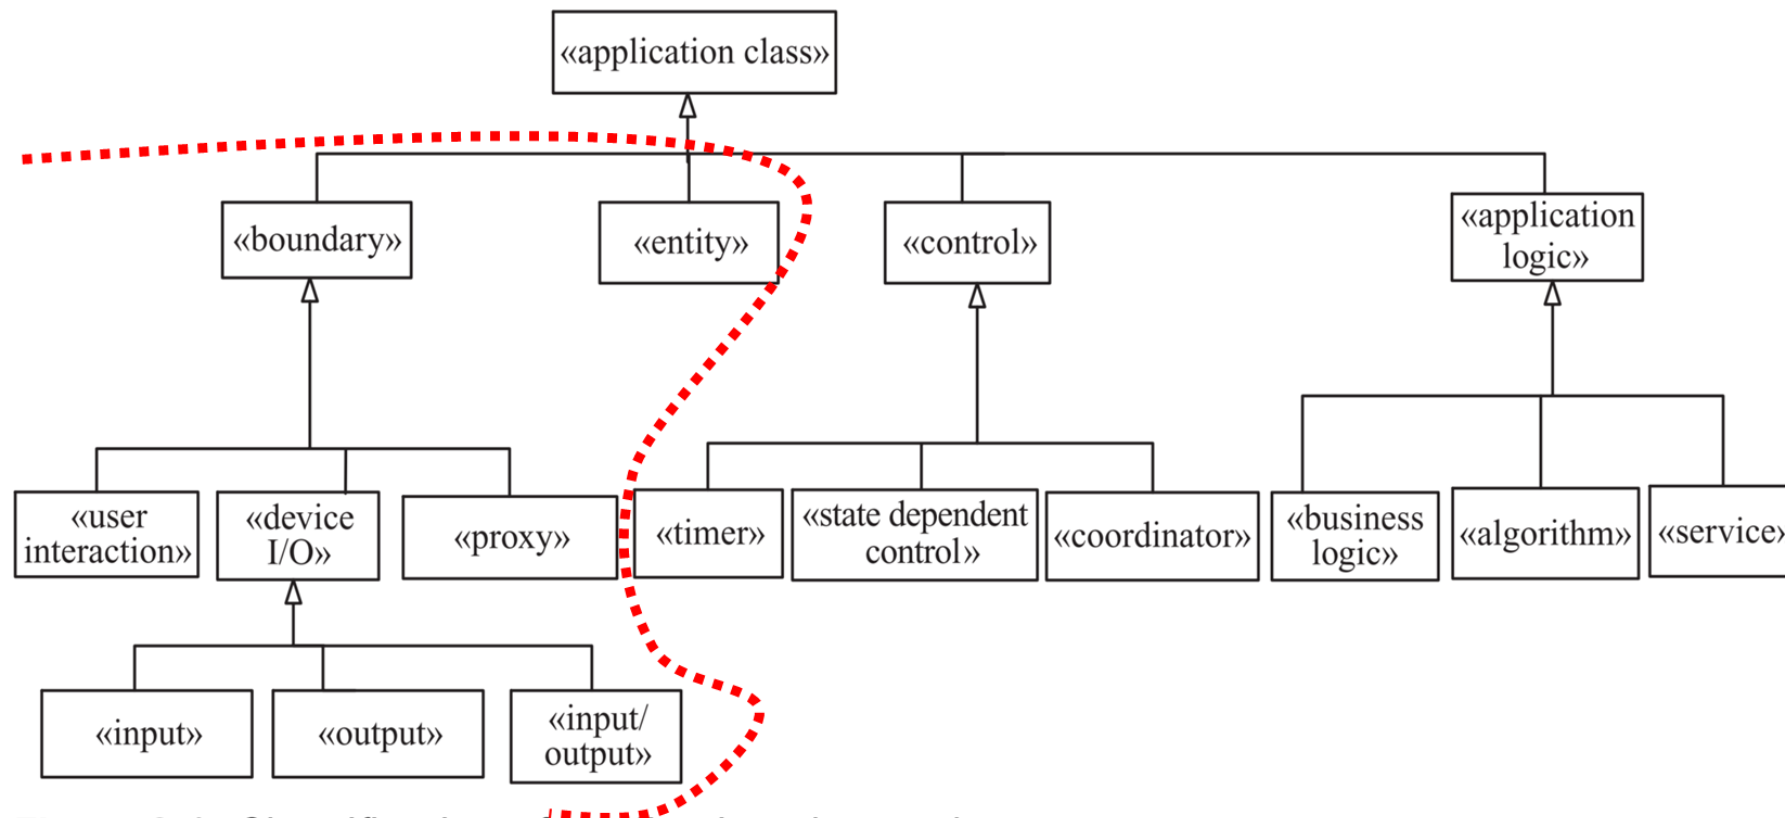 «application class»
«boundary»
«entity»
«control»
«application
logic»
«user
interaction»
«device
I/O»
«proxy»
«timer»
«state dependent
control»
«coordinator»
«business
logic»
«algorithm»
«service»
«input»
«output»
«input/
output»